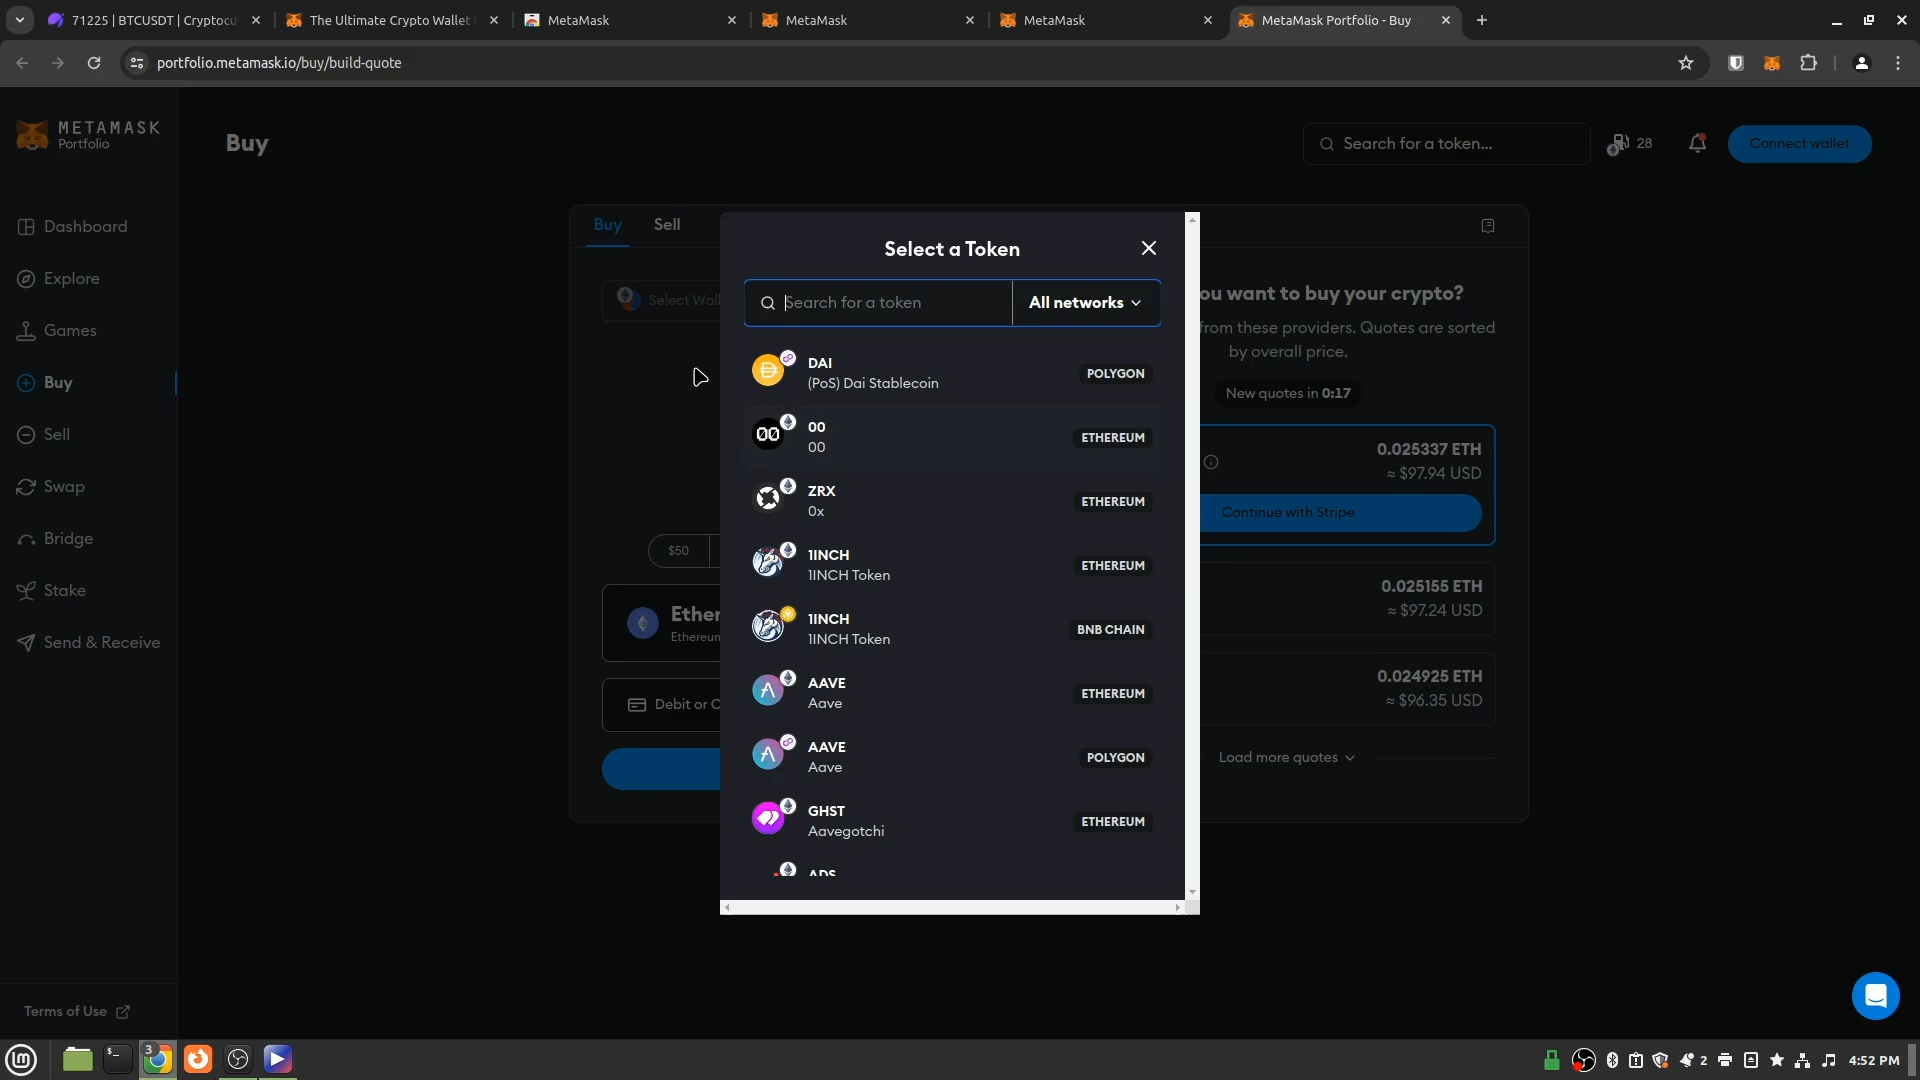 71225 | BTCUSDT | Cryptocu
The Ultimate Crypto Wallet
MetaMask
MetaMask
MetaMask
MetaMask Portfolio - Buy
portfolio.metamask.io/buy/build-quote
METAMASK
Portfolio
Buy
Search for a token...
28
Connect wallet
Dashboard
Explore
Games
Buy
Sell
Swap
Bridge
Stake
Send & Receive
Terms of Use
Buy
Sell
Select Wall
$50
Ether
Ethereum
Debit or C
Select a Token
Search for a token
All networks
DAI
(PoS) Dai Stablecoin
POLYGON
00
00
00
ETHEREUM
ZRX
0x
ETHEREUM
1INCH
1INCH Token
ETHEREUM
1INCH
1INCH Token
BNB CHAIN
AAVE
Aave
ETHEREUM
AAVE
Aave
POLYGON
GHST
Aavegotchi
ETHEREUM
ADS
ou want to buy your crypto?
from these providers. Quotes are sorted
by overall price.
New quotes in 0:17
0.025337 ETH
≈ $97.94 USD
Continue with Stripe
0.025155 ETH
≈ $97.24 USD
0.024925 ETH
≈ $96.35 USD
Load more quotes
3
2
4:52 PM